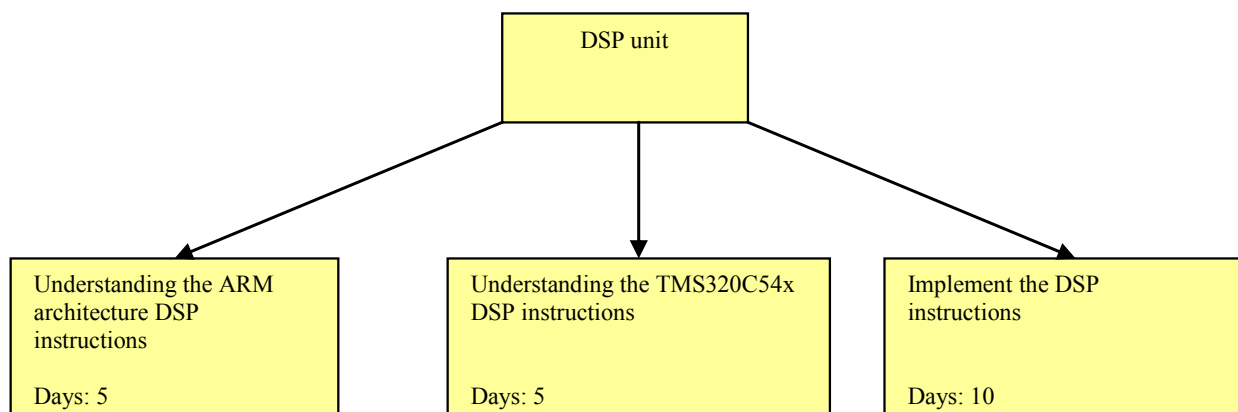 DSP unit
Understanding the ARM
architecture DSP
instructions
Days: 5
Understanding the TMS320C54x
DSP instructions
Days: 5
Implement the DSP
instructions
Days: 10